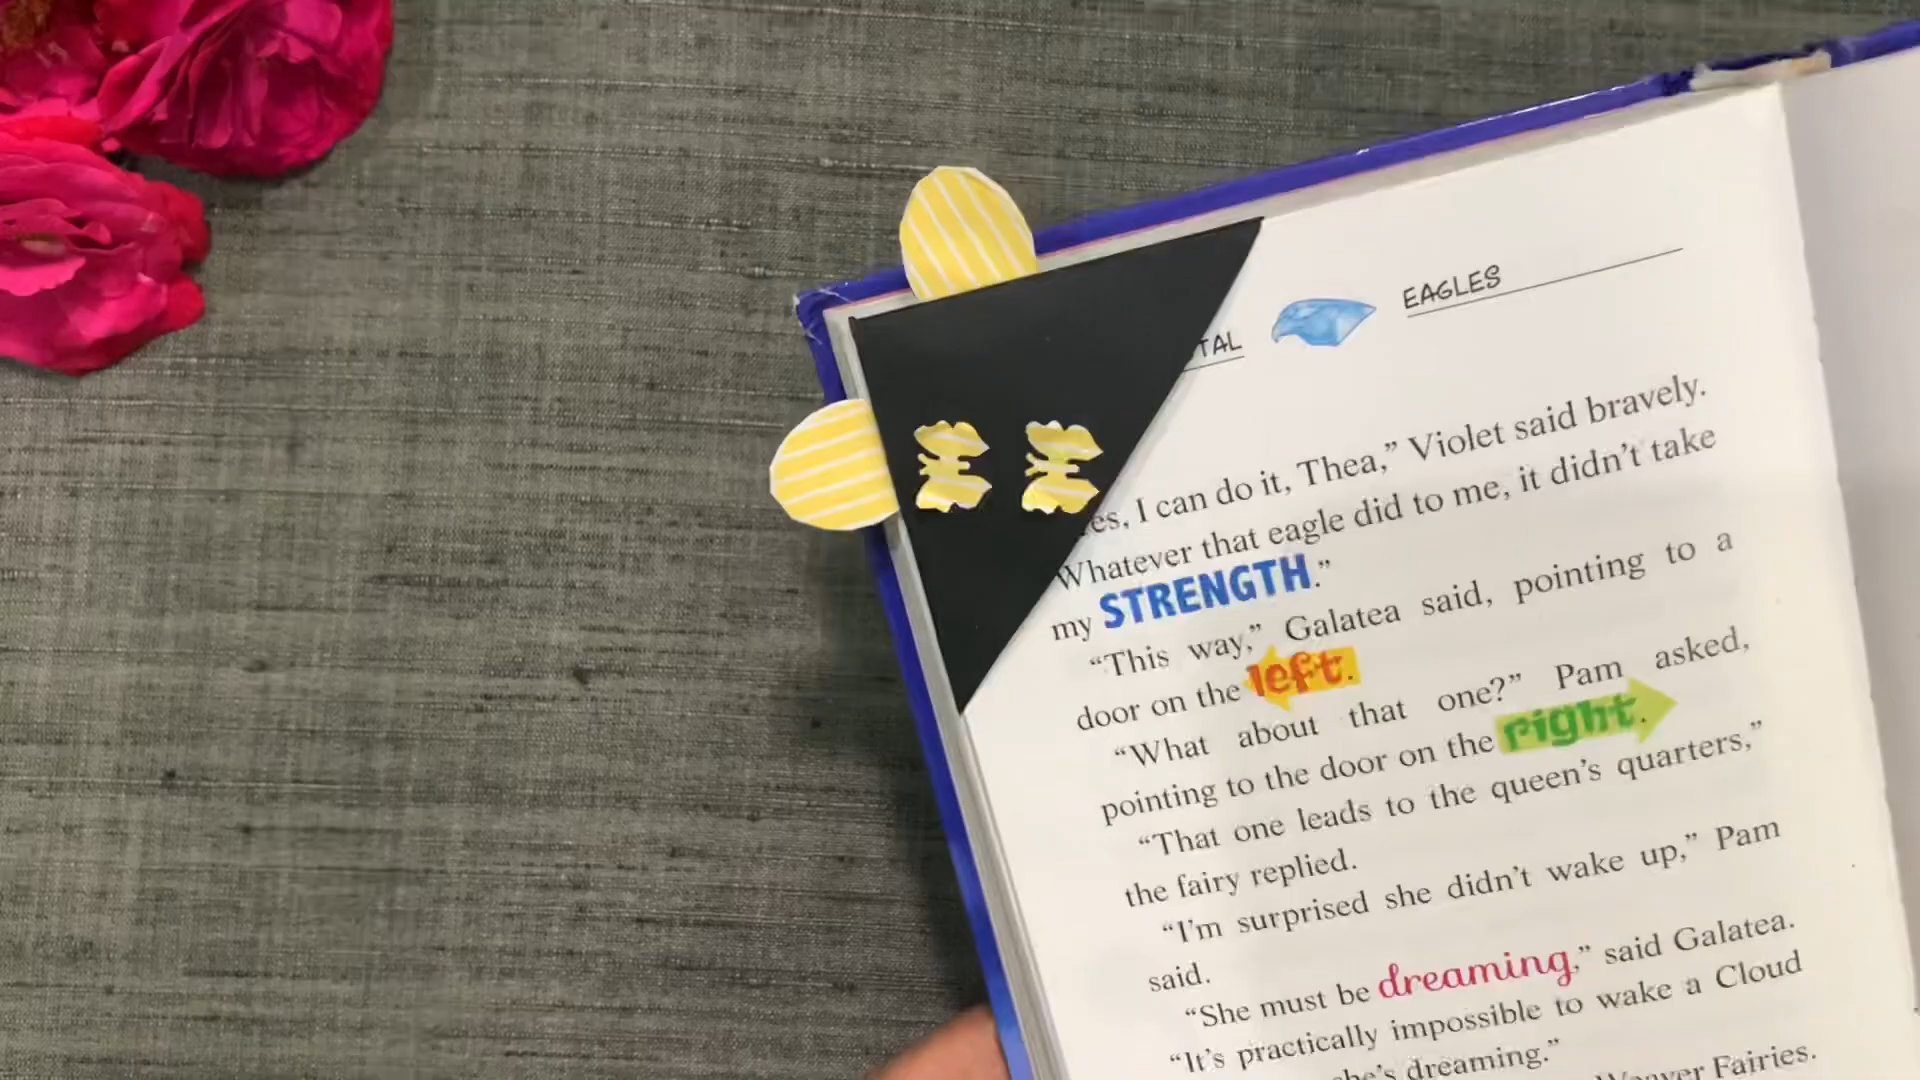 EAGLES
I can do it, Thea,” Violet said bravely.
Whatever that eagle did to me, it didn’t take
my STRENGTH.”
“This way,” Galatea said, pointing to a
door on the left.
“What about that one?” Pam asked,
pointing to the door on the right.
“That one leads to the queen’s quarters,”
the fairy replied.
“I’m surprised she didn’t wake up,” Pam
said.
“She must be dreaming,” said Galatea.
“It’s practically impossible to wake a Cloud
she’s dreaming.”
Fairies.